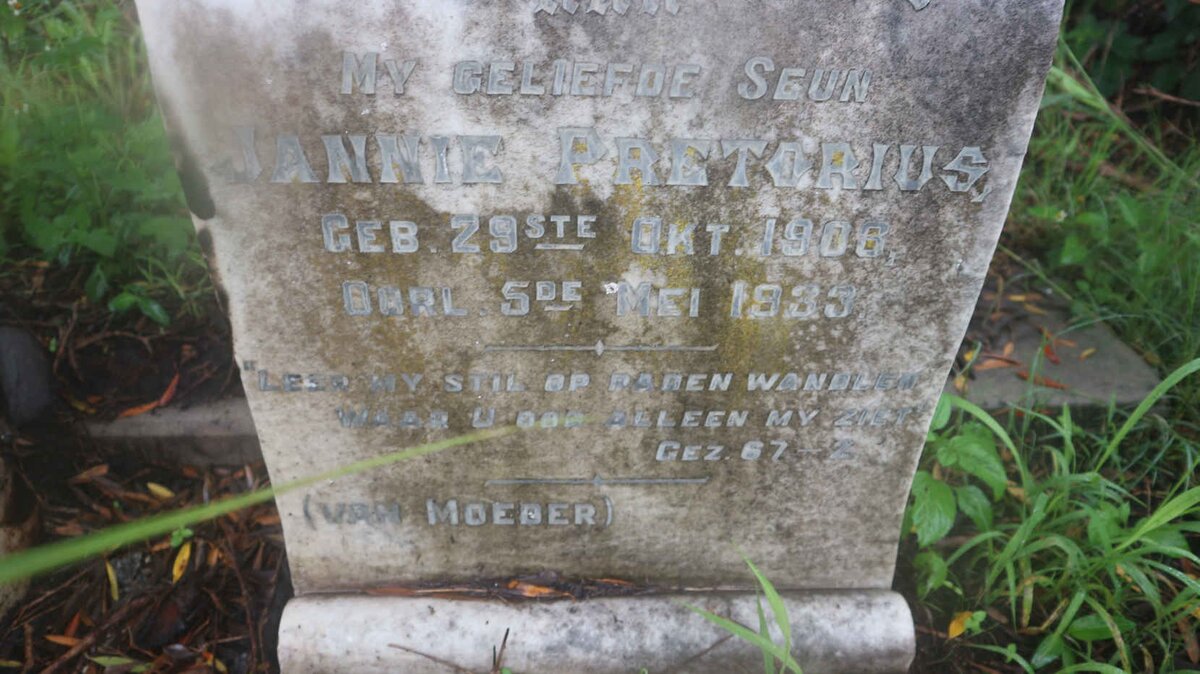 My geliefde Seun
Jannie Pretorius,
Geb. 29ste Okt. 1908,
Oorl. 5de Mei 1933
"Leer my stil op paden wandlen
Waar U oog alleen my ziet"
Gez. 67 - 2
(van Moeder)